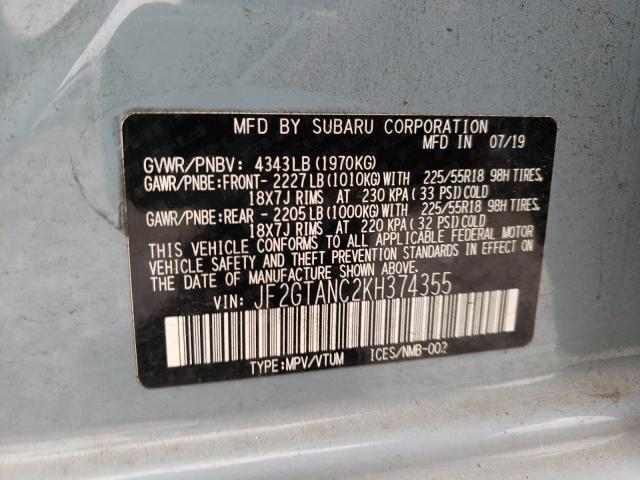 MFD BY SUBARU CORPORATION
MFD IN 07/19
GVWR/PNBV: 4343LB(1970KG)
GAWR/PNBE:FRONT-2227LB(1010KG)WITH 225/55R18 98H TIRES,
18X7J RIMS AT 230 KPA(33 PSI)COLD
GAWR/PNBE:REAR -2205LB(1000KG)WITH 225/55R18 98H TIRES,
18X7J RIMS AT 220 KPA(32 PSI)COLD
THIS VEHICLE CONFORMS TO ALL APPLICABLE FEDERAL MOTOR
VEHICLE SAFETY AND THEFT PREVENTION STANDARDS IN EFFECT ON
THE DATE OF MANUFACTURE SHOWN ABOVE.
VIN: JF2GTANC2KH374355
TYPE:MPV/VTUM ICES/NMB-002